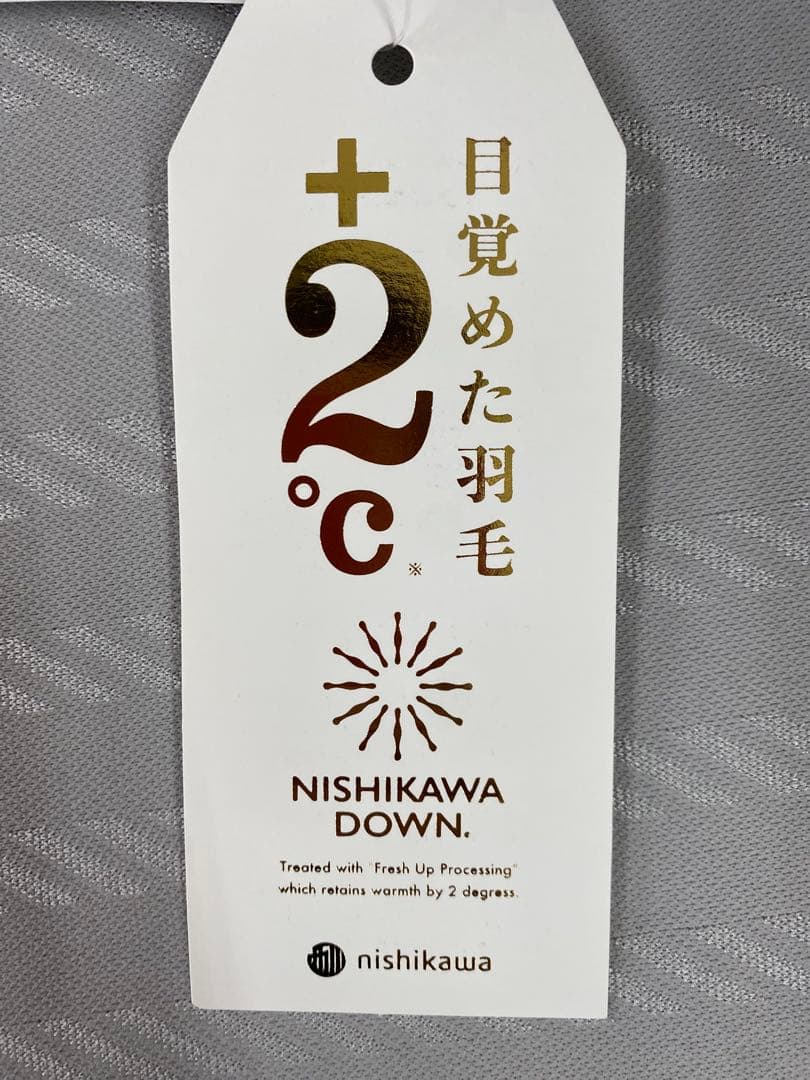 目覚めた羽毛
+2℃※
NISHIKAWA
DOWN.
Treated with "Fresh Up Processing"
which retains warmth by 2 degress.
nishikawa